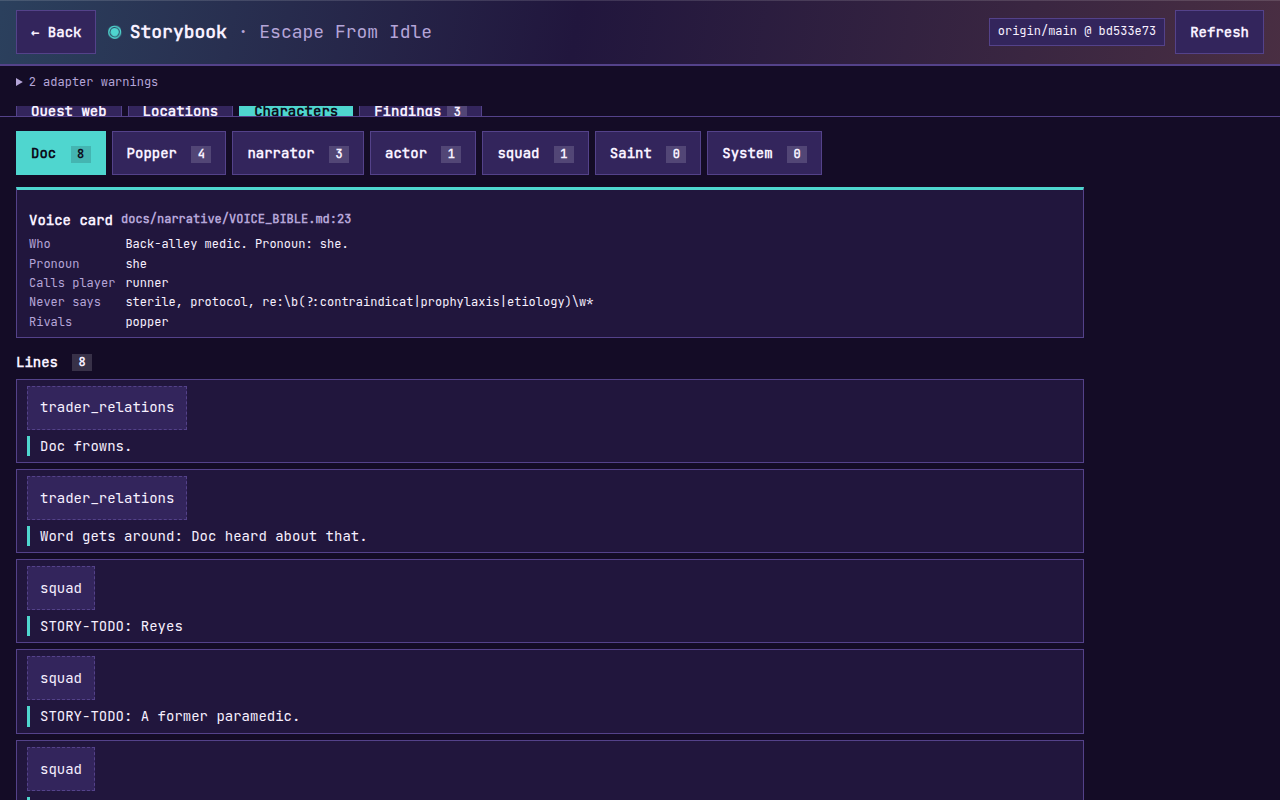 ← Back
Storybook · Escape From Idle
origin/main @ bd533e73
Refresh
2 adapter warnings
Quest web
Locations
Characters
Findings 3
Doc 8
Popper 4
narrator 3
actor 1
squad 1
Saint 0
System 0
Voice card docs/narrative/VOICE_BIBLE.md:23
Who Back-alley medic. Pronoun: she.
Pronoun she
Calls player runner
Never says sterile, protocol, re:\b(?:contraindicat|prophylaxis|etiology)\w*
Rivals popper
Lines 8
trader_relations
Doc frowns.
trader_relations
Word gets around: Doc heard about that.
squad
STORY-TODO: Reyes
squad
STORY-TODO: A former paramedic.
squad